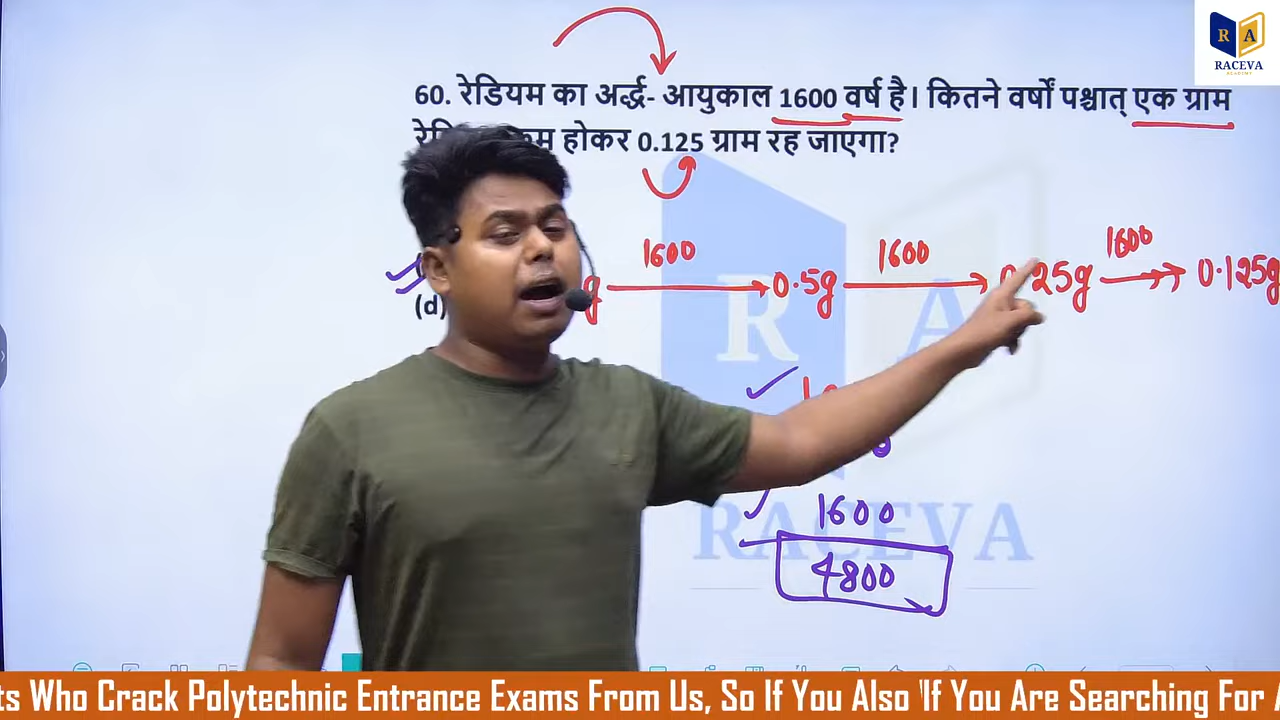 RA
RACEVA
ACADEMY
60. रेडियम का अर्द्ध- आयुकाल 1600 वर्ष है। कितने वर्षों पश्चात् एक ग्राम
होकर 0.125 ग्राम रह जाएगा?
1600 1600 1600
g 0.5g 0.25g 0.125g
(d)
RA
1600
RACEVA
4800
ts Who Crack Polytechnic Entrance Exams From Us, So If You Also 'If You Are Searching For